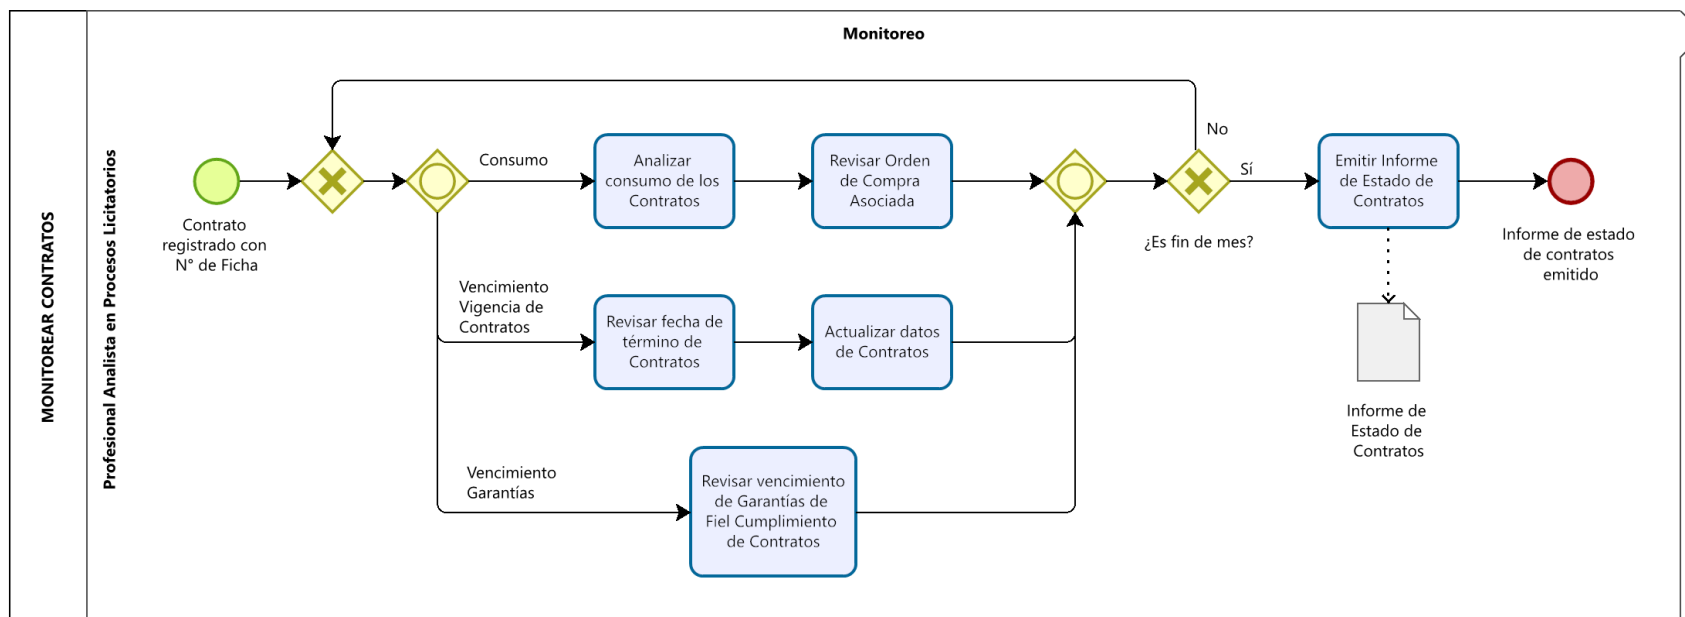 Monitoreo
MONITOREAR CONTRATOS
Profesional Analista en Procesos Licitatorios
Contrato
registrado con
N° de Ficha
Consumo
Analizar
consumo de los
Contratos
Revisar Orden
de Compra
Asociada
Vencimiento
Vigencia de
Contratos
Revisar fecha de
término de
Contratos
Actualizar datos
de Contratos
Vencimiento
Garantías
Revisar vencimiento
de Garantías de
Fiel Cumplimiento
de Contratos
No
Sí
¿Es fin de mes?
Emitir Informe
de Estado de
Contratos
Informe de
Estado de
Contratos
Informe de estado
de contratos
emitido